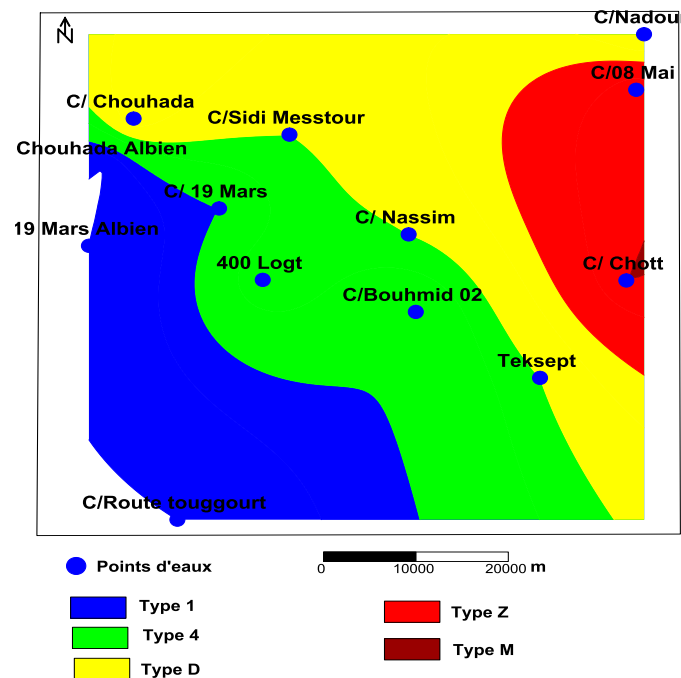 N
C/Nadou
C/08 Mai
C/ Chouhada
C/Sidi Messtour
Chouhada Albien
C/ 19 Mars
C/ Nassim
19 Mars Albien
400 Logt
C/ Chott
C/Bouhmid 02
Teksept
C/Route touggourt
Points d'eaux
0 10000 20000 m
Type 1
Type 4
Type D
Type Z
Type M